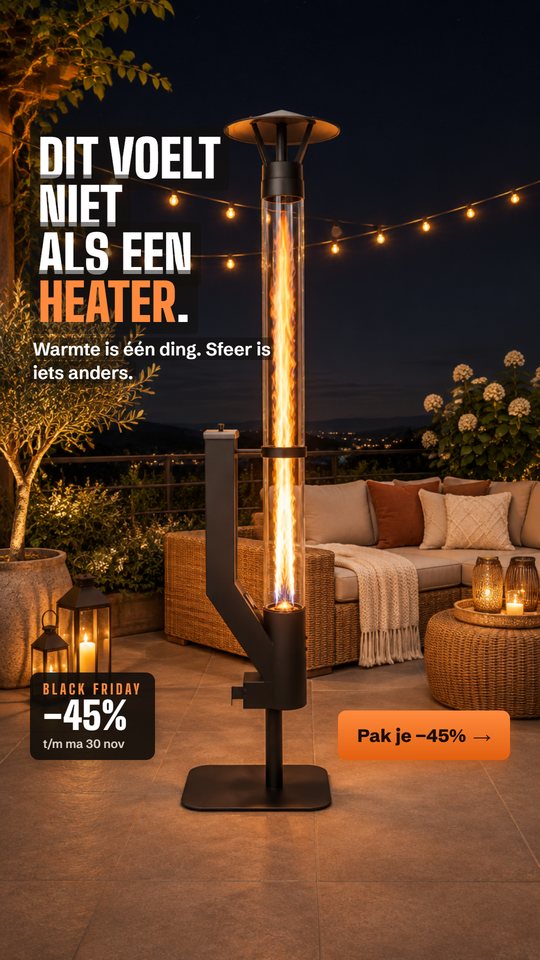 DIT VOELT
NIET
ALS EEN
HEATER.
Warmte is één ding. Sfeer is
iets anders.
BLACK FRIDAY
–45%
t/m ma 30 nov
Pak je –45% →